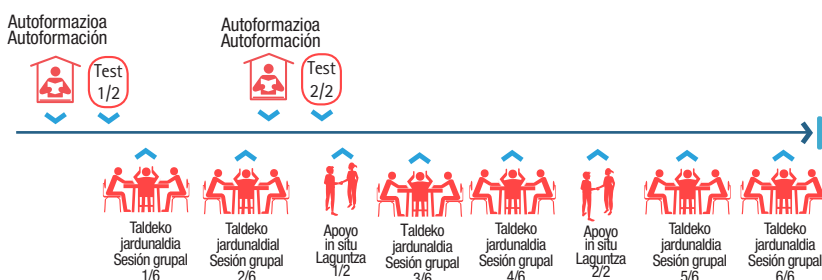 Autoformazioa
Autoformación
Test
1/2
Autoformazioa
Autoformación
Test
2/2
Taldeko
jardunaldia
Sesión grupal
1/6
Taldeko
jardunaldial
Sesión grupal
2/6
Apoyo
in situ
Laguntza
1/2
Taldeko
jardunaldia
Sesión grupal
3/6
Taldeko
jardunaldia
Sesión grupal
4/6
Apoyo
in situ
Laguntza
2/2
Taldeko
jardunaldia
Sesión grupal
5/6
Taldeko
jardunaldia
Sesión grupal
6/6